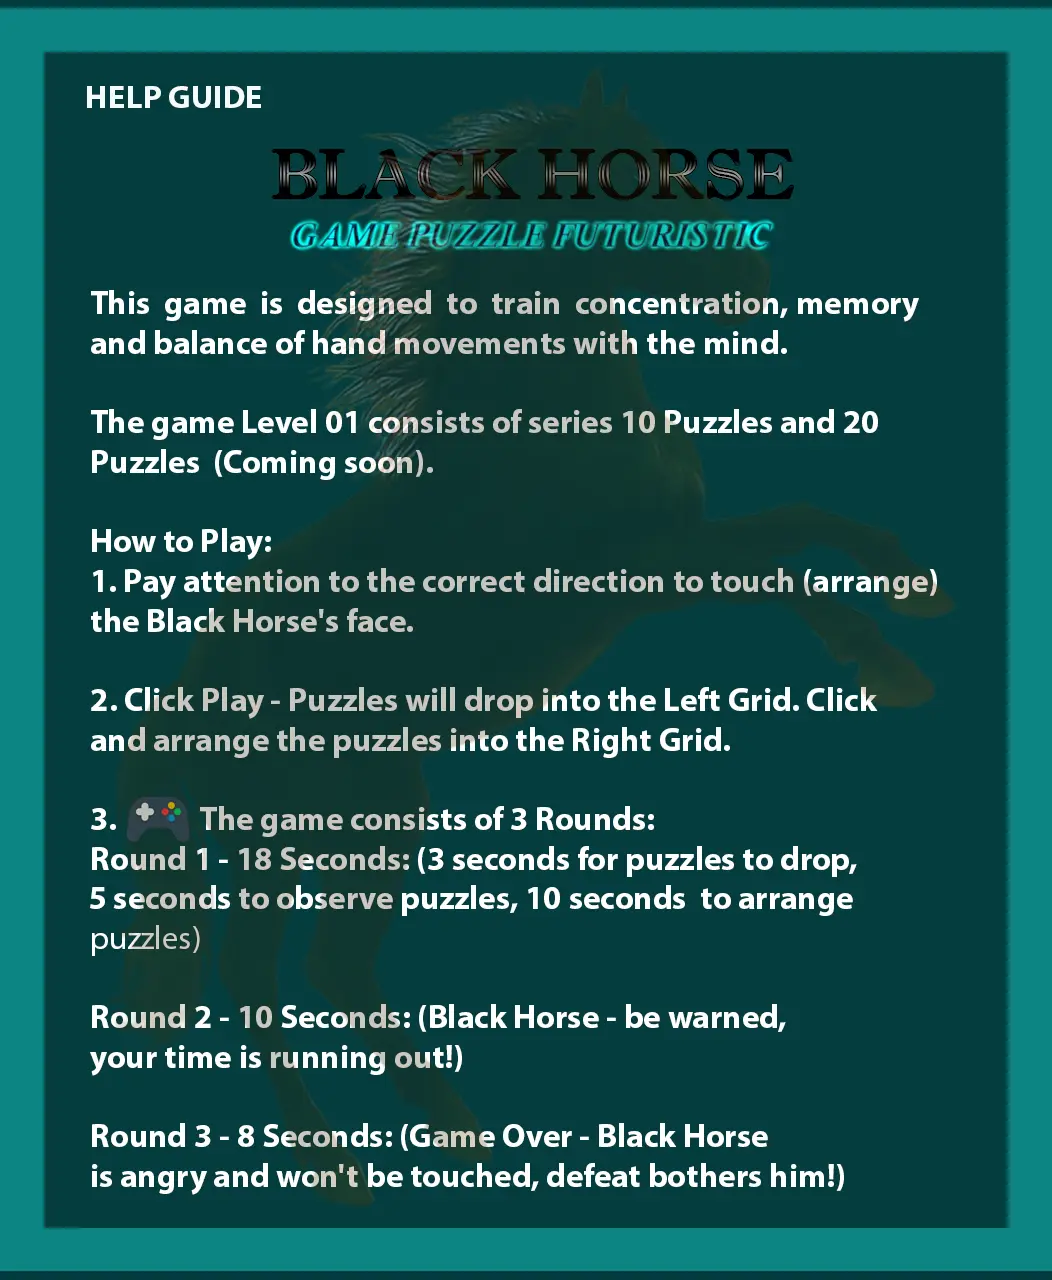 HELP GUIDE
BLACK HORSE
GAME PUZZLE FUTURISTIC
This game is designed to train concentration, memory
and balance of hand movements with the mind.
The game Level 01 consists of series 10 Puzzles and 20
Puzzles (Coming soon).
How to Play:
1. Pay attention to the correct direction to touch (arrange)
the Black Horse's face.
2. Click Play - Puzzles will drop into the Left Grid. Click
and arrange the puzzles into the Right Grid.
3. 🎮 The game consists of 3 Rounds:
Round 1 - 18 Seconds: (3 seconds for puzzles to drop,
5 seconds to observe puzzles, 10 seconds to arrange
puzzles)
Round 2 - 10 Seconds: (Black Horse - be warned,
your time is running out!)
Round 3 - 8 Seconds: (Game Over - Black Horse
is angry and won't be touched, defeat bothers him!)